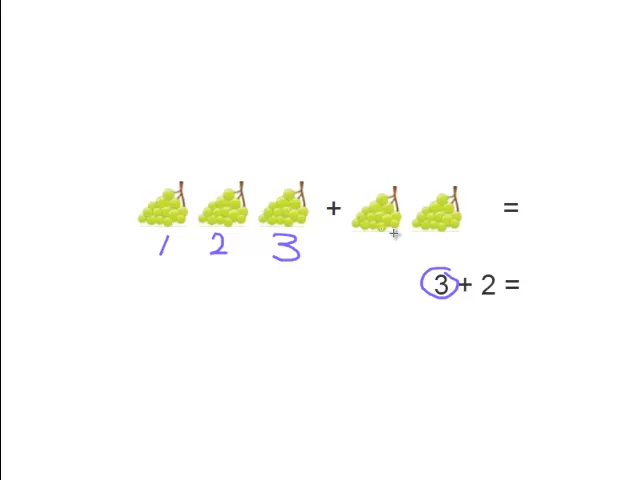 + =
1 2 3
3 + 2 =